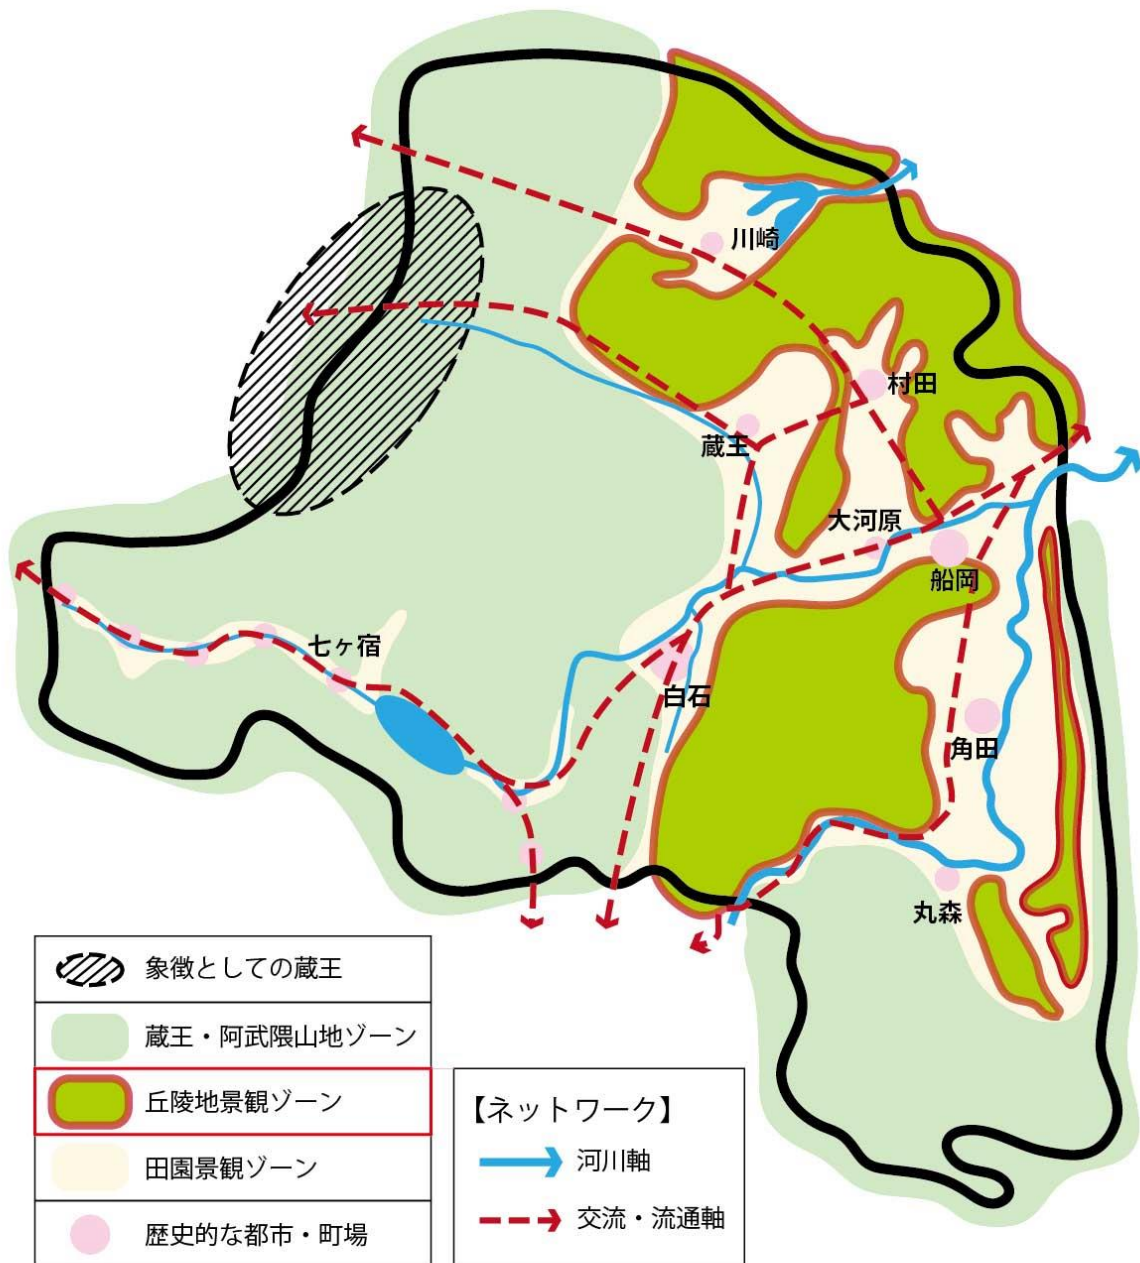 川崎
村田
蔵王
大河原
船岡
七ヶ宿
白石
角田
丸森
象徴としての蔵王
蔵王・阿武隈山地ゾーン
丘陵地景観ゾーン
田園景観ゾーン
歴史的な都市・町場
【ネットワーク】
河川軸
交流・流通軸